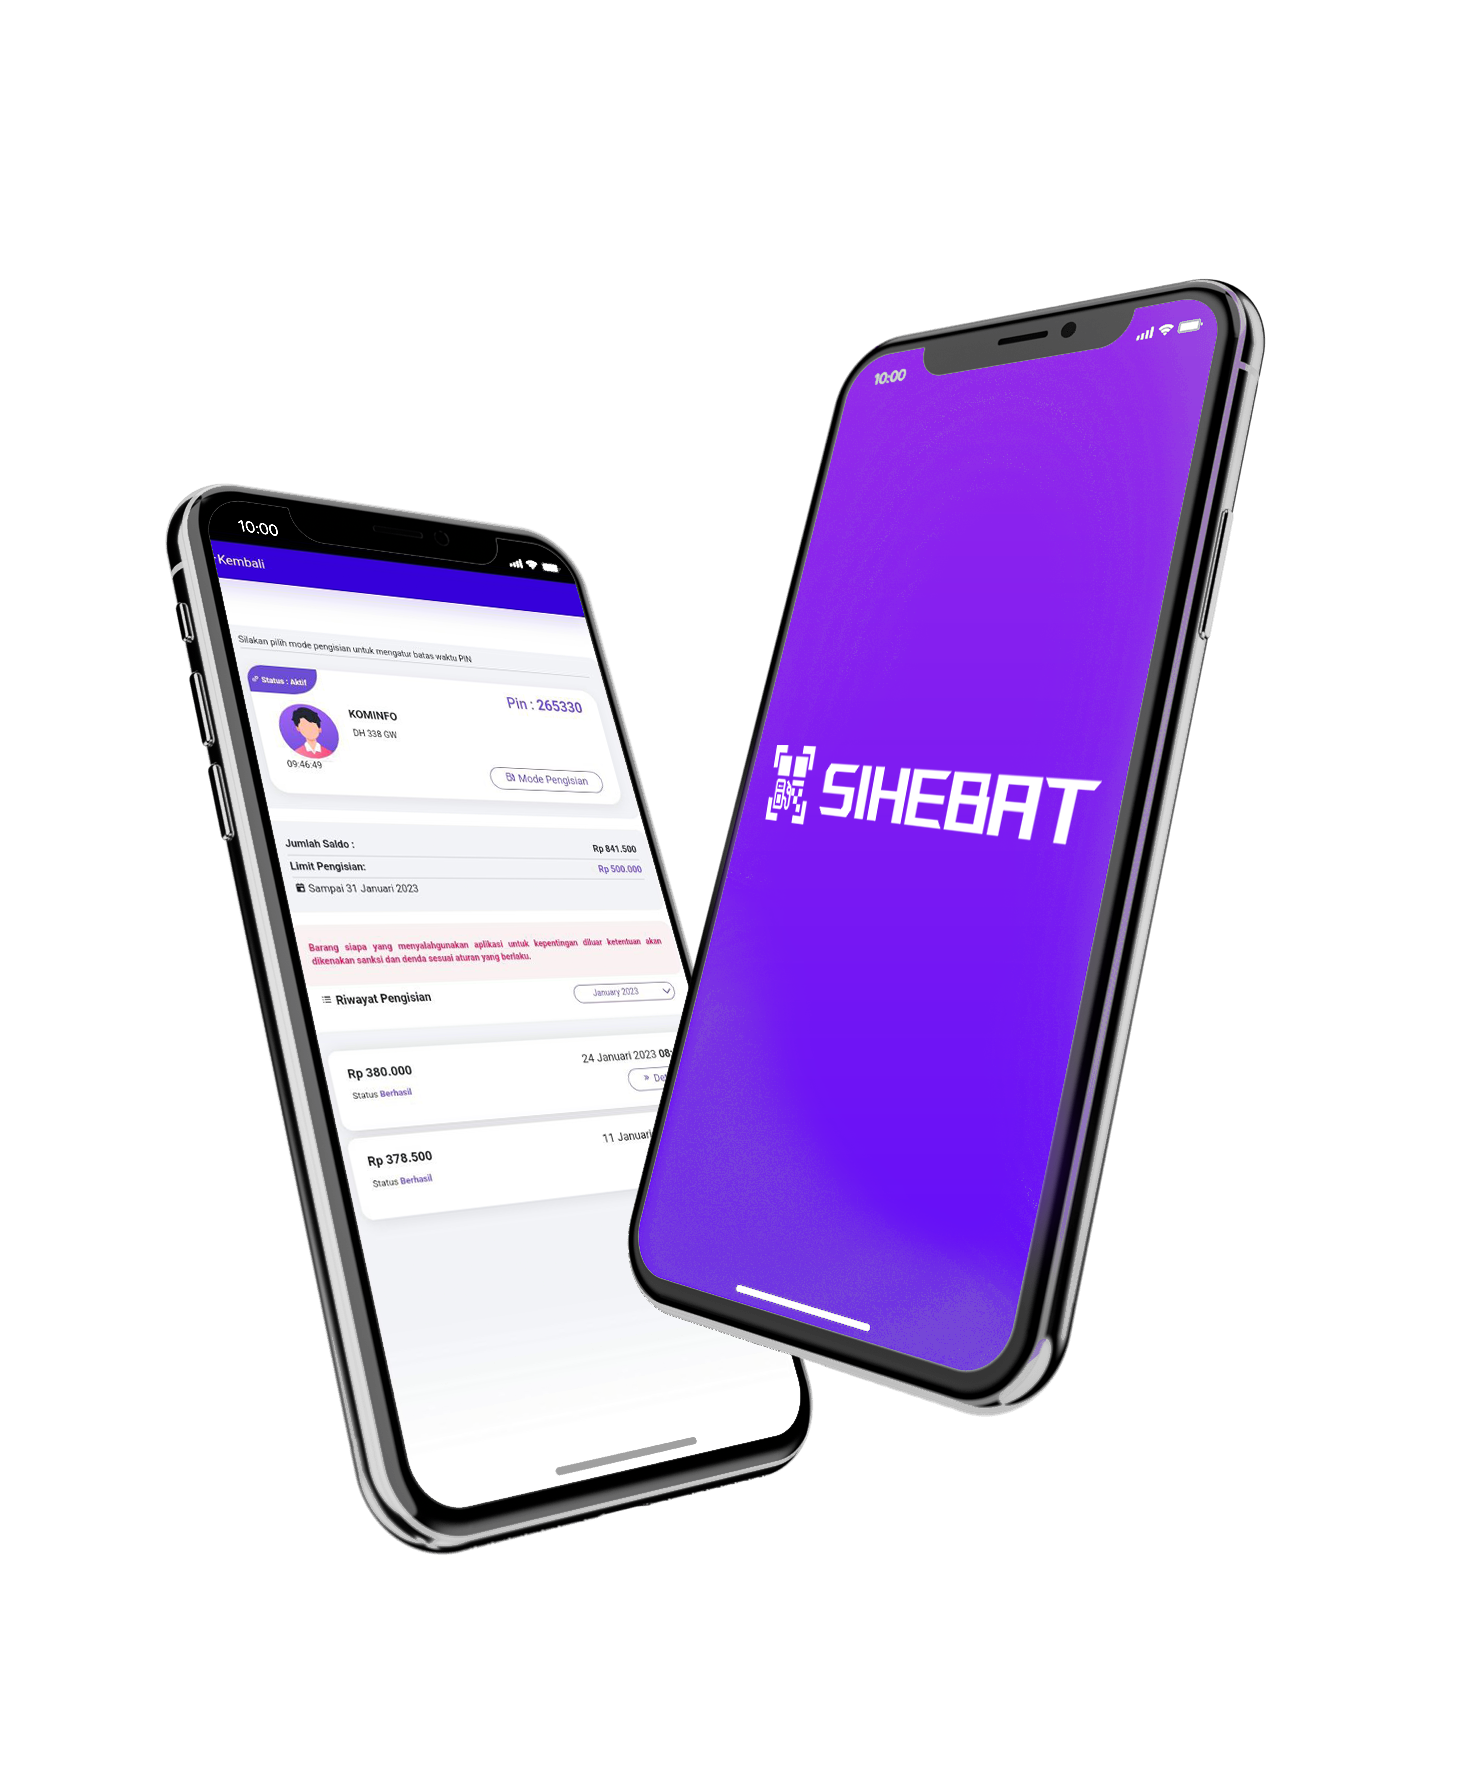 10:00
Kembali
Silakan pilih mode pengisian untuk mengatur batas waktu PIN
Status : Aktif
Pin : 265330
KOMINFO
DH 338 GW
09:46:49
Mode Pengisian
Jumlah Saldo :
Rp 841.500
Limit Pengisian:
Rp 500.000
Sampai 31 Januari 2023
Barang siapa yang menyalahgunakan aplikasi untuk kepentingan diluar ketentuan akan
dikenakan sanksi dan denda sesuai aturan yang berlaku.
Riwayat Pengisian
January 2023
Rp 380.000
24 Januari 2023 08:
Status Berhasil
Rp 378.500
11 Januari
Status Berhasil
10:00
SIHEBAT